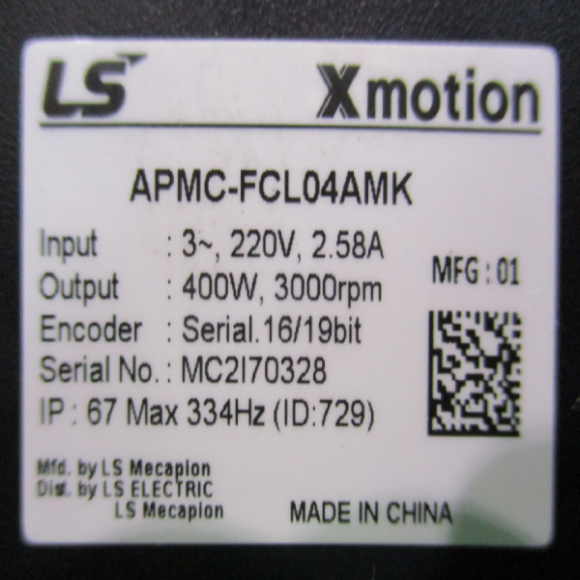 LS Xmotion
APMC-FCL04AMK
Input : 3~, 220V, 2.58A
Output : 400W, 3000rpm
MFG : 01
Encoder : Serial.16/19bit
Serial No. : MC2I70328
IP : 67 Max 334Hz (ID:729)
Mfd. by LS Mecapion
Dist. by LS ELECTRIC
LS Mecapion
MADE IN CHINA